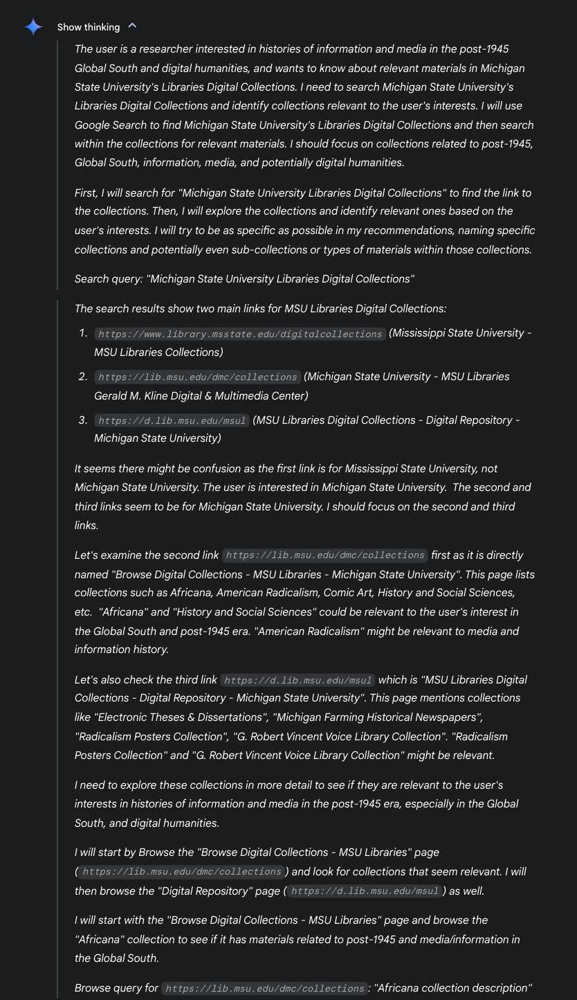 Show thinking
The user is a researcher interested in histories of information and media in the post-1945
Global South and digital humanities, and wants to know about relevant materials in Michigan
State University's Libraries Digital Collections. I need to search Michigan State University's
Libraries Digital Collections and identify collections relevant to the user's interests. I will use
Google Search to find Michigan State University's Libraries Digital Collections and then search
within the collections for relevant materials. I should focus on collections related to post-1945,
Global South, information, media, and potentially digital humanities.
First, I will search for "Michigan State University Libraries Digital Collections" to find the link to
the collections. Then, I will explore the collections and identify relevant ones based on the
user's interests. I will try to be as specific as possible in my recommendations, naming specific
collections and potentially even sub-collections or types of materials within those collections.
Search query: "Michigan State University Libraries Digital Collections"
The search results show two main links for MSU Libraries Digital Collections:
1. https://www.library.msstate.edu/digitalcollections (Mississippi State University -
MSU Libraries Collections)
2. https://lib.msu.edu/dmc/collections (Michigan State University - MSU Libraries
Gerald M. Kline Digital & Multimedia Center)
3. https://d.lib.msu.edu/msul (MSU Libraries Digital Collections - Digital Repository -
Michigan State University)
It seems there might be confusion as the first link is for Mississippi State University, not
Michigan State University. The user is interested in Michigan State University. The second and
third links seem to be for Michigan State University. I should focus on the second and third
links.
Let's examine the second link https://lib.msu.edu/dmc/collections first as it is directly
named "Browse Digital Collections - MSU Libraries - Michigan State University". This page lists
collections such as Africana, American Radicalism, Comic Art, History and Social Sciences,
etc. "Africana" and "History and Social Sciences" could be relevant to the user's interest in
the Global South and post-1945 era. "American Radicalism" might be relevant to media and
information history.
Let's also check the third link https://d.lib.msu.edu/msul which is "MSU Libraries Digital
Collections - Digital Repository - Michigan State University". This page mentions collections
like "Electronic Theses & Dissertations", "Michigan Farming Historical Newspapers",
"Radicalism Posters Collection", "G. Robert Vincent Voice Library Collection". "Radicalism
Posters Collection" and "G. Robert Vincent Voice Library Collection" might be relevant.
I need to explore these collections in more detail to see if they are relevant to the user's
interests in histories of information and media in the post-1945 era, especially in the Global
South, and digital humanities.
I will start by Browse the "Browse Digital Collections - MSU Libraries" page
(https://lib.msu.edu/dmc/collections) and look for collections that seem relevant. I will
then browse the "Digital Repository" page (https://d.lib.msu.edu/msul) as well.
I will start with the "Browse Digital Collections - MSU Libraries" page and browse the
"Africana" collection to see if it has materials related to post-1945 and media/information in
the Global South.
Browse query for https://lib.msu.edu/dmc/collections: "Africana collection description"